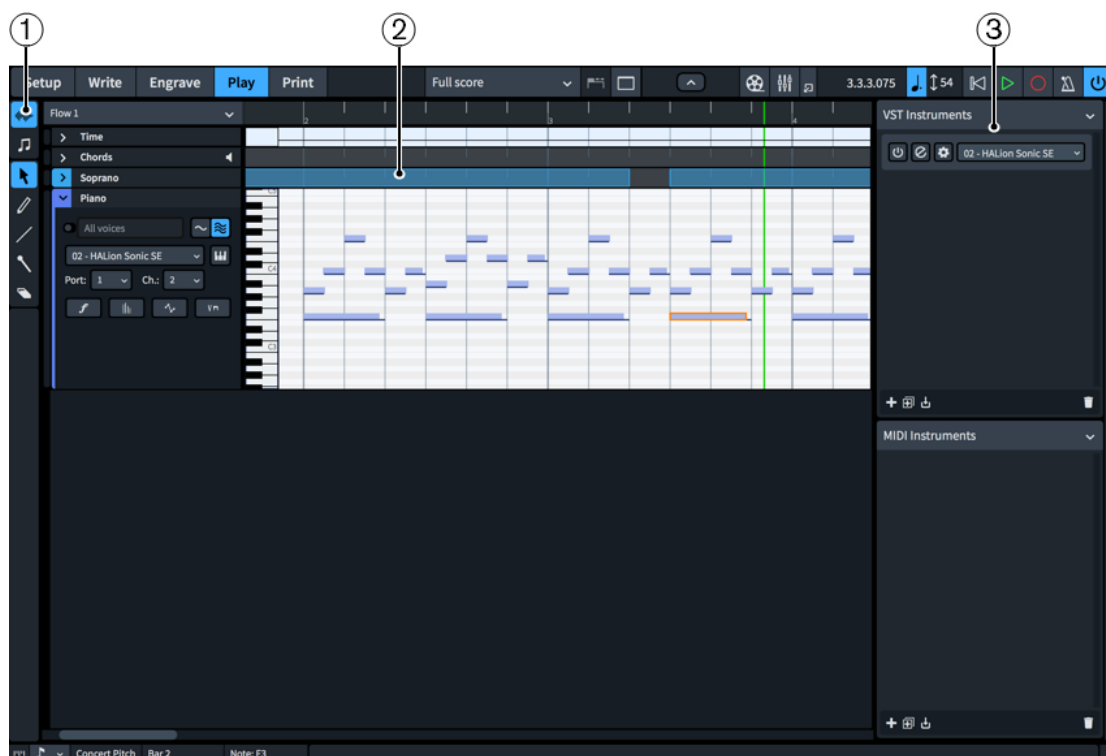 1 2 3
Setup Write Engrave Play Print Full score 3.3.3.075 54
Flow 1
2 3 4
VST Instruments
Time
Chords
02 - HALion Sonic SE
Soprano
Piano
C5
All voices
02 - HALion Sonic SE
C4
Port: 1 Ch.: 2
C3
MIDI Instruments
Concert Pitch Bar 2 Note: F3